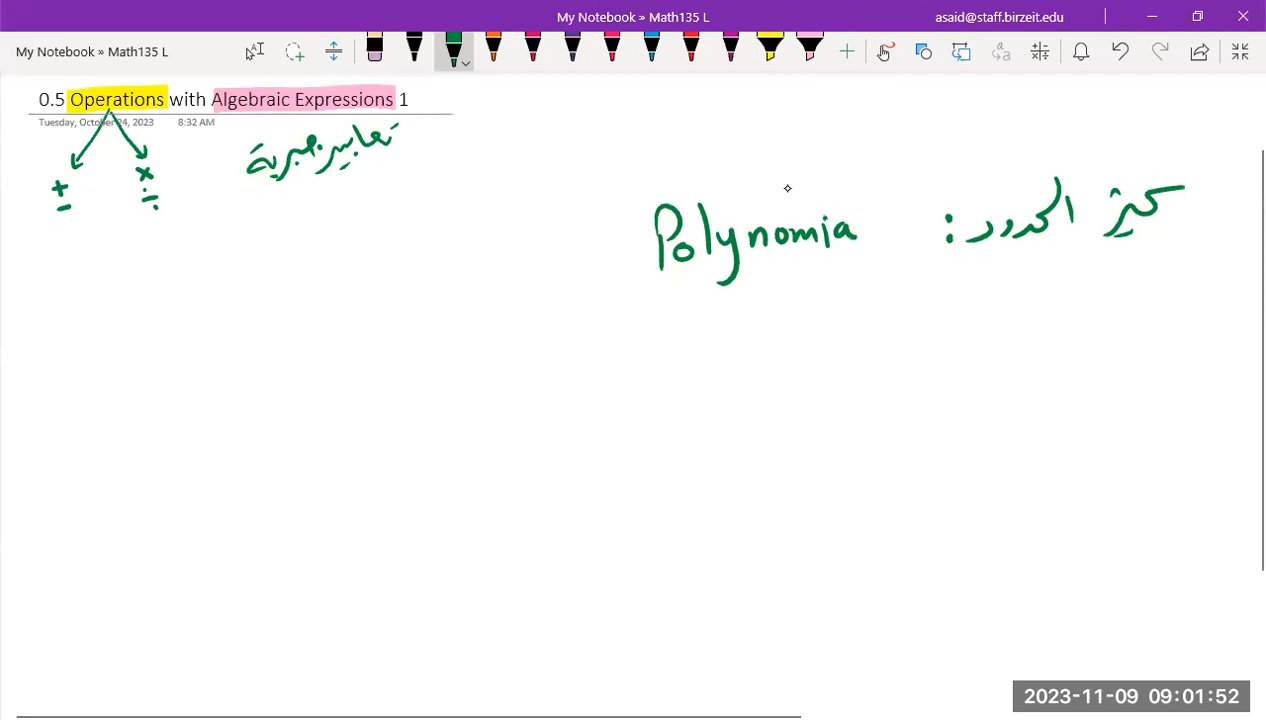 My Notebook » Math135 L
asaid@staff.birzeit.edu
My Notebook » Math135 L
0.5 Operations with Algebraic Expressions 1
Tuesday, October 24, 2023 8:32 AM
تعابير جبرية
+ ×
- ÷
كثير الحدود :
Polynomia
2023-11-09 09:01:52